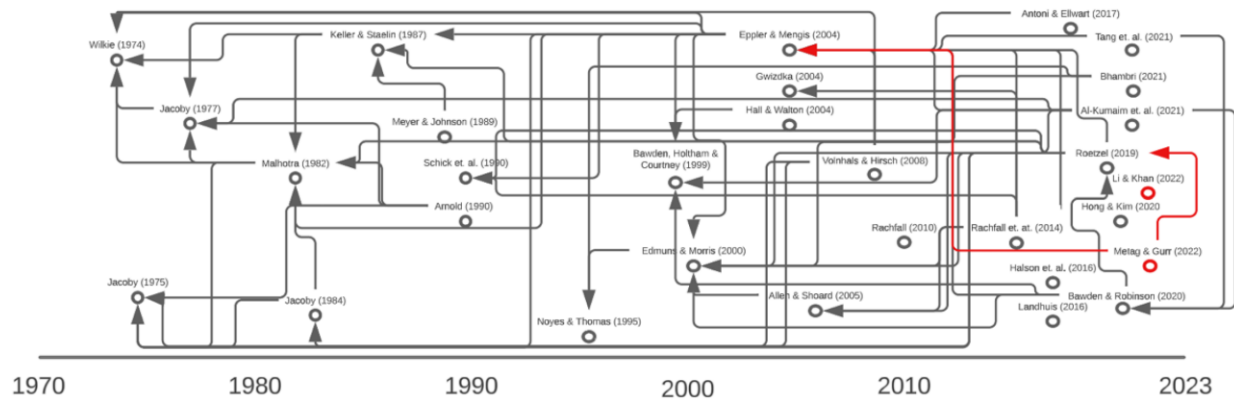 Antoni & Ellwart (2017)
Wilkie (1974)
Keller & Staelin (1987)
Eppler & Mengis (2004)
Tang et. al. (2021)
Gwizdka (2004)
Bhambri (2021)
Jacoby (1977)
Hall & Walton (2004)
Al-Kumaim et. al. (2021)
Meyer & Johnson (1989)
Malhotra (1982)
Schick et. al. (1990)
Bawden, Holtham &
Courtney (1999)
Voinhals & Hirsch (2008)
Roetzel (2019)
Li & Khan (2022)
Arnold (1990)
Hong & Kim (2020
Rachfall (2010)
Rachfall et. at. (2014)
Edmuns & Morris (2000)
Metag & Gurr (2022)
Halson et. al. (2016)
Jacoby (1975)
Jacoby (1984)
Allen & Shoard (2005)
Bawden & Robinson (2020)
Landhuis (2016)
Noyes & Thomas (1995)
1970
1980
1990
2000
2010
2023